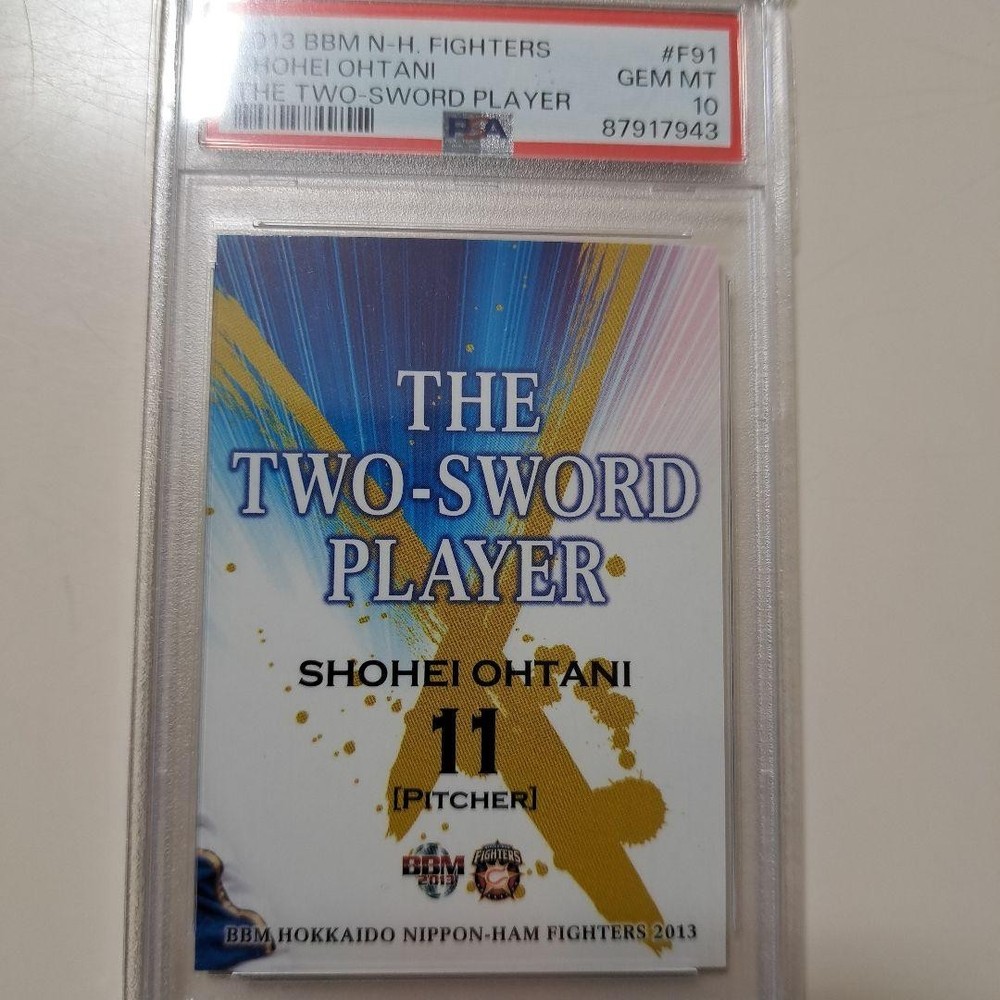 013 BBM N-H. FIGHTERS #F91
SHOHEI OHTANI GEM MT
THE TWO-SWORD PLAYER 10
PSA 87917943
THE
TWO-SWORD
PLAYER
SHOHEI OHTANI
11
[PITCHER]
BBM 2013 FIGHTERS
BBM HOKKAIDO NIPPON-HAM FIGHTERS 2013